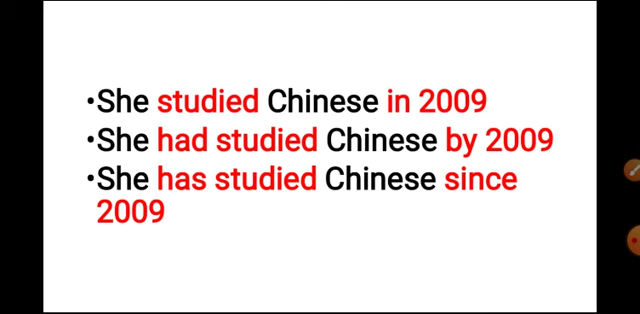 •She studied Chinese in 2009
•She had studied Chinese by 2009
•She has studied Chinese since
2009